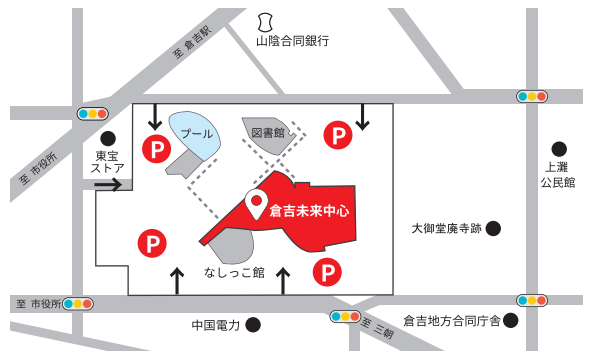 山陰合同銀行
至 倉吉駅
プール
図書館
P
P
東宝
ストア
至 市役所
上灘
公民館
倉吉未来中心
大御堂廃寺跡
P
P
なしっこ館
至 市役所
中国電力
至 三朝
倉吉地方合同庁舎